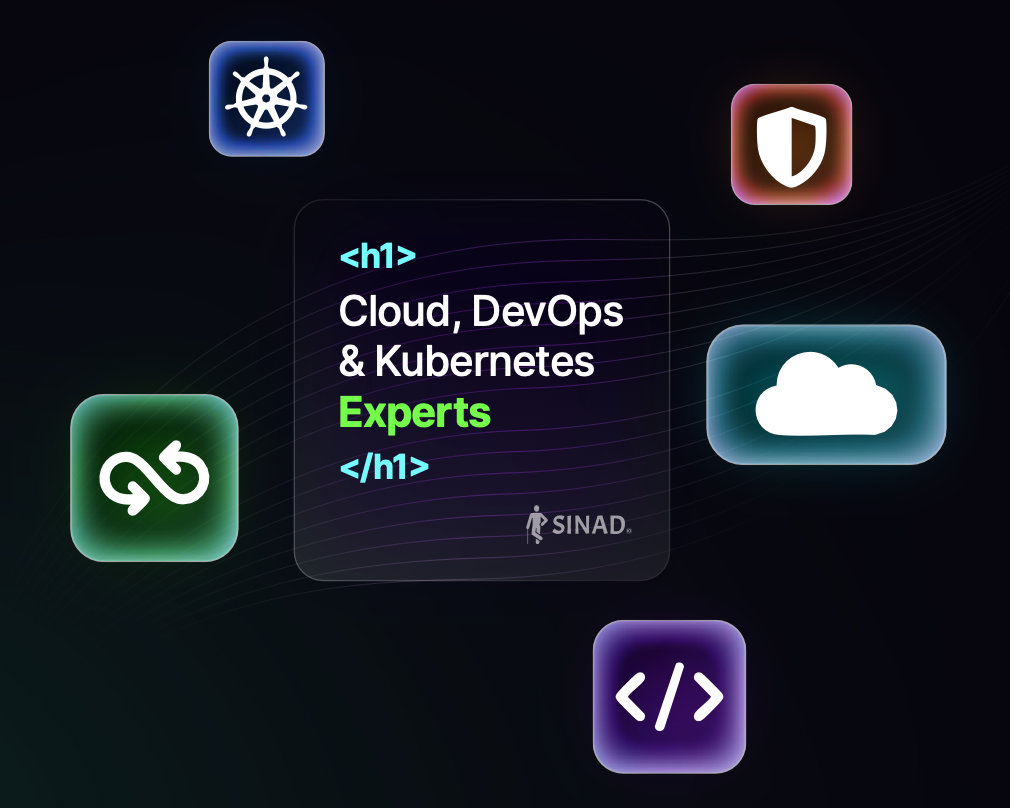 <h1>
Cloud, DevOps
& Kubernetes
Experts
</h1>
SINAD®